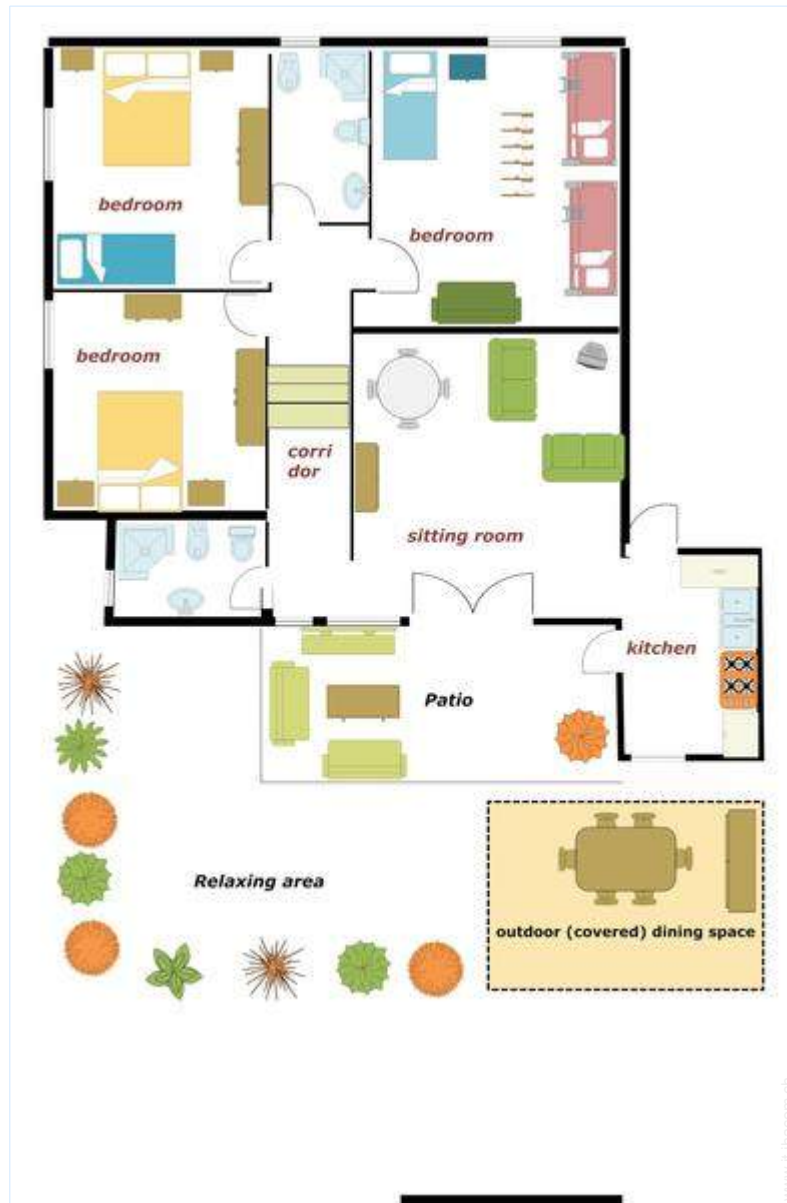 bedroom
bedroom
bedroom
corri
dor
sitting room
kitchen
Patio
Relaxing area
outdoor (covered) dining space